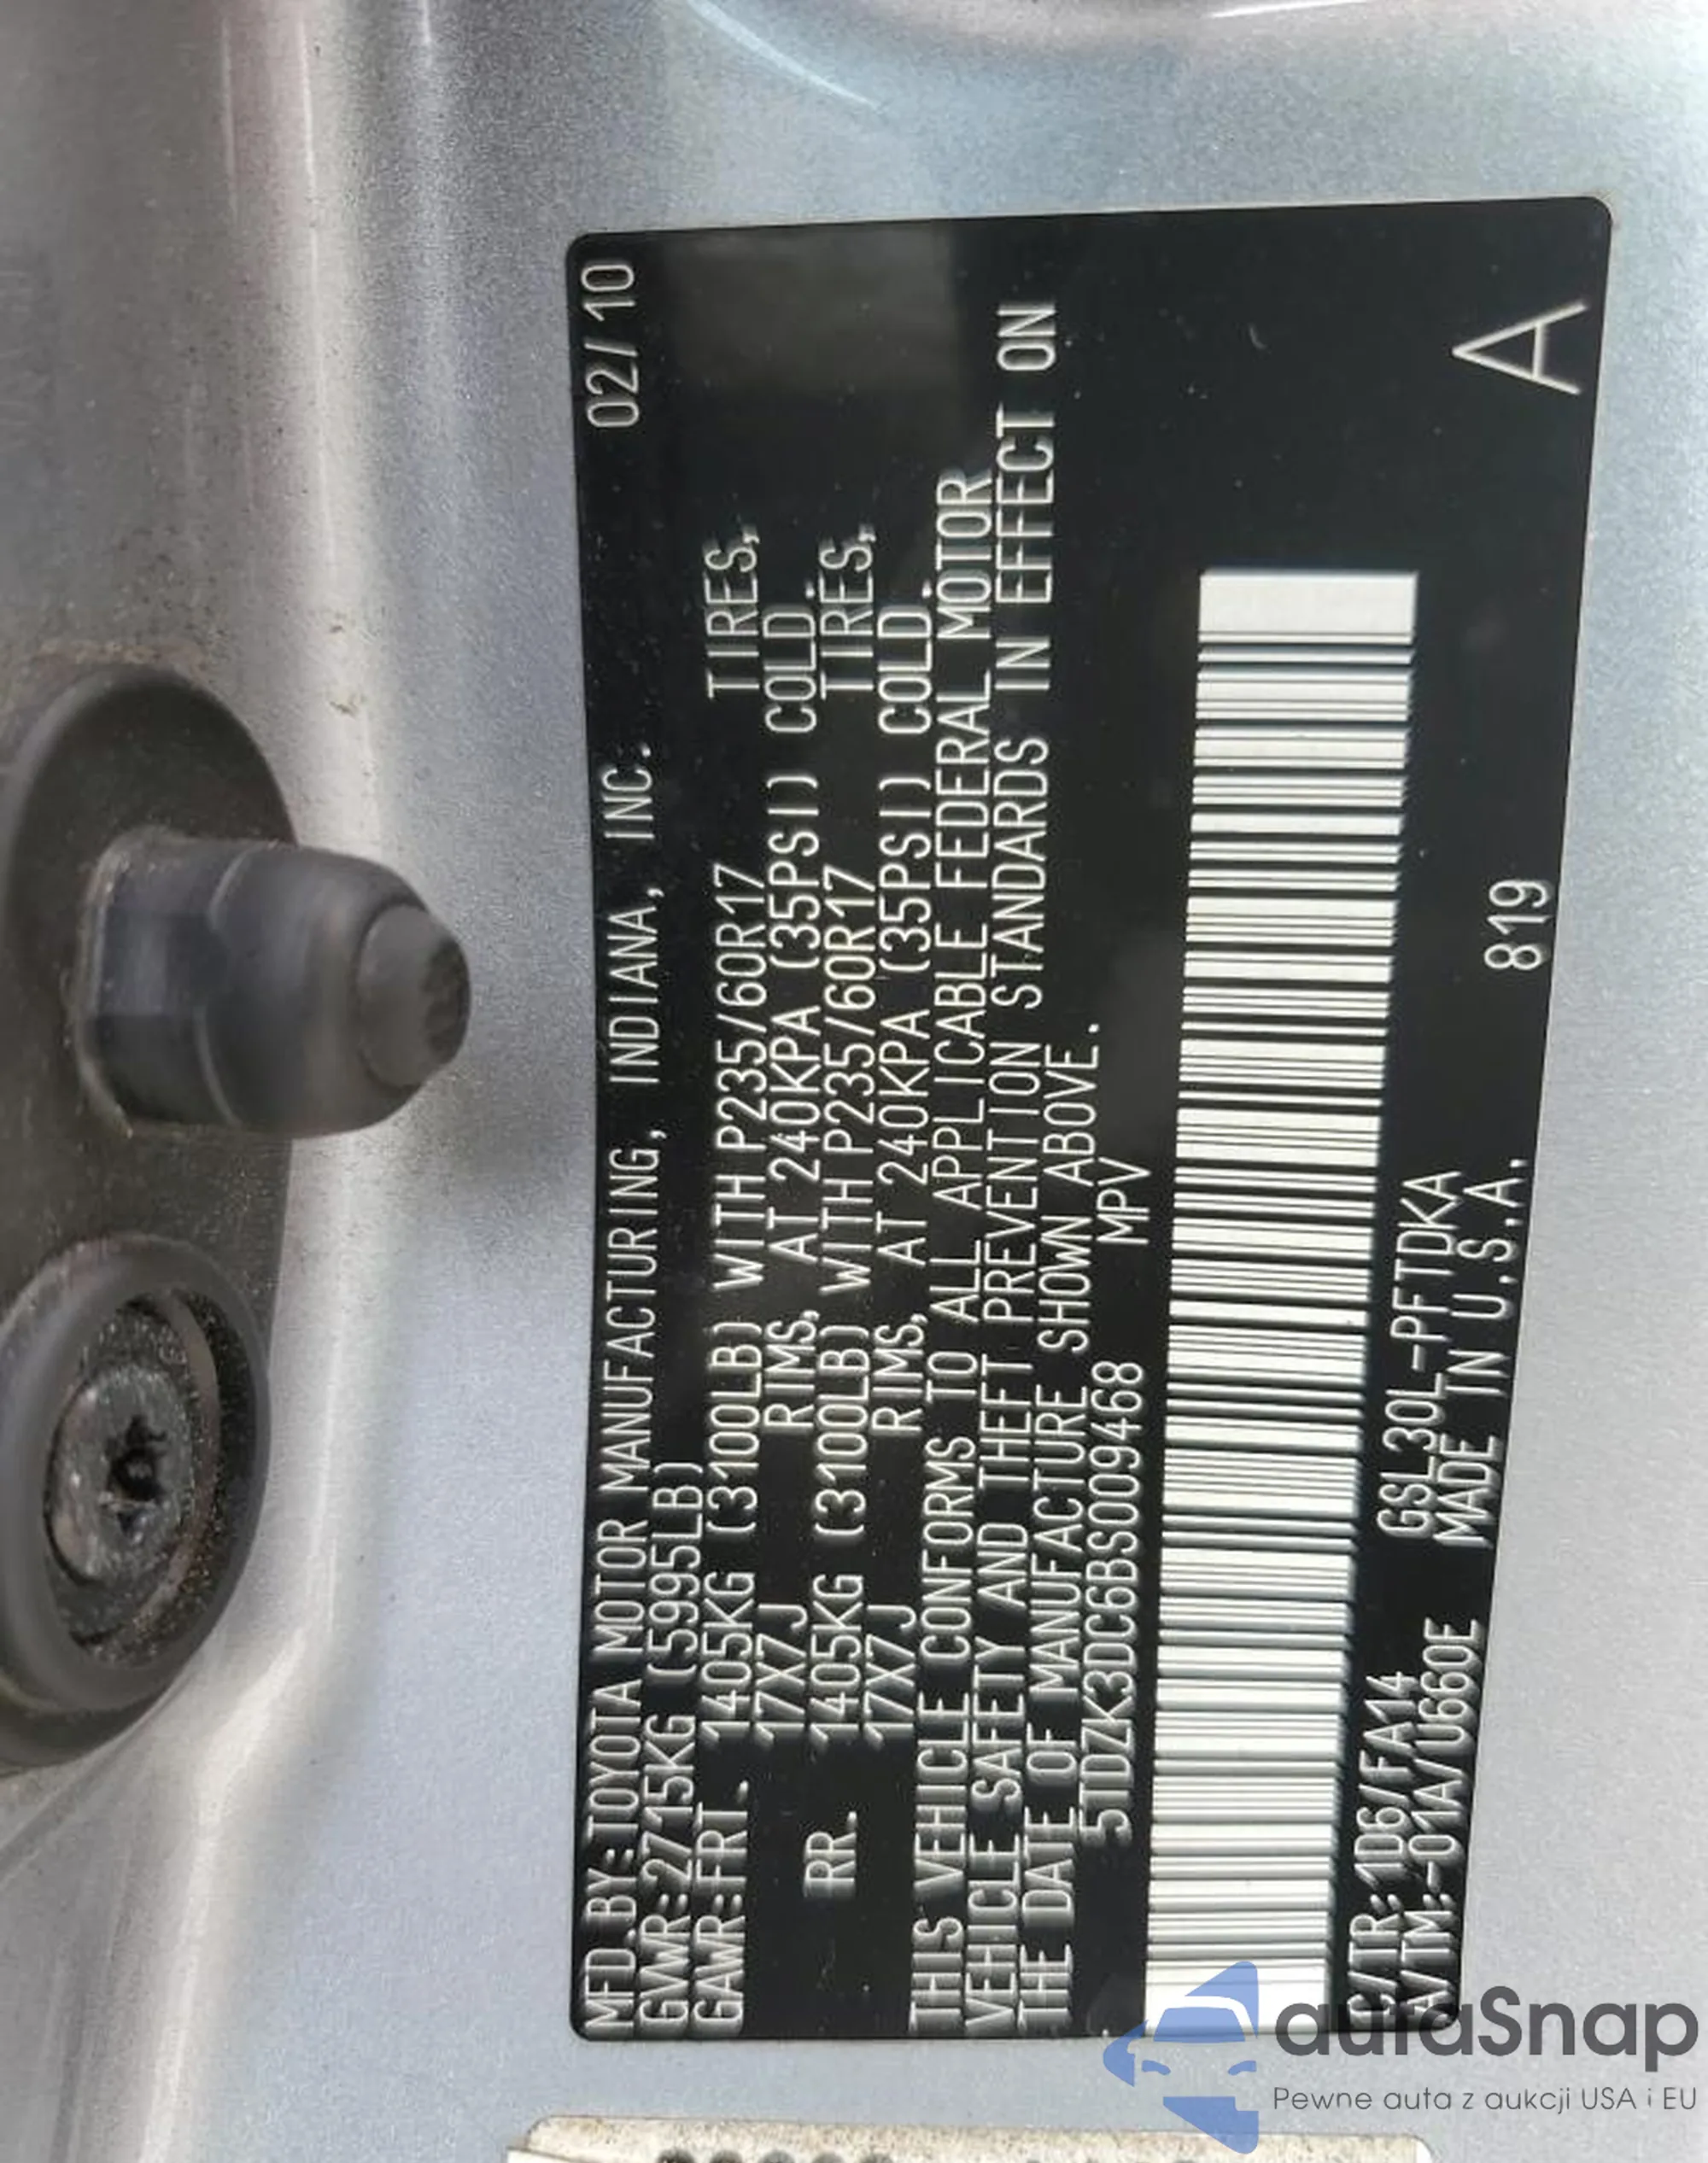 MFD.BY:TOYOTA MOTOR MANUFACTURING, INDIANA, INC. 02/10
GVWR:2715KG (5995LB)
GAWR:FRT. 1405KG (3100LB) WITH P235/60R17 TIRES,
17X7J RIMS, AT 240KPA (35PSI) COLD.
RR. 1405KG (3100LB) WITH P235/60R17 TIRES,
17X7J RIMS, AT 240KPA (35PSI) COLD.
THIS VEHICLE CONFORMS TO ALL APPLICABLE FEDERAL MOTOR
VEHICLE SAFETY AND THEFT PREVENTION STANDARDS IN EFFECT ON
THE DATE OF MANUFACTURE SHOWN ABOVE.
5TDZK3DC6BS009468 MPV
C/TR:1D6/FA14 GSL30L-PFTDKA
A/TM:-01A/U660E MADE IN U.S.A. 819
A
autaSnap
Pewne auta z aukcji USA i EU